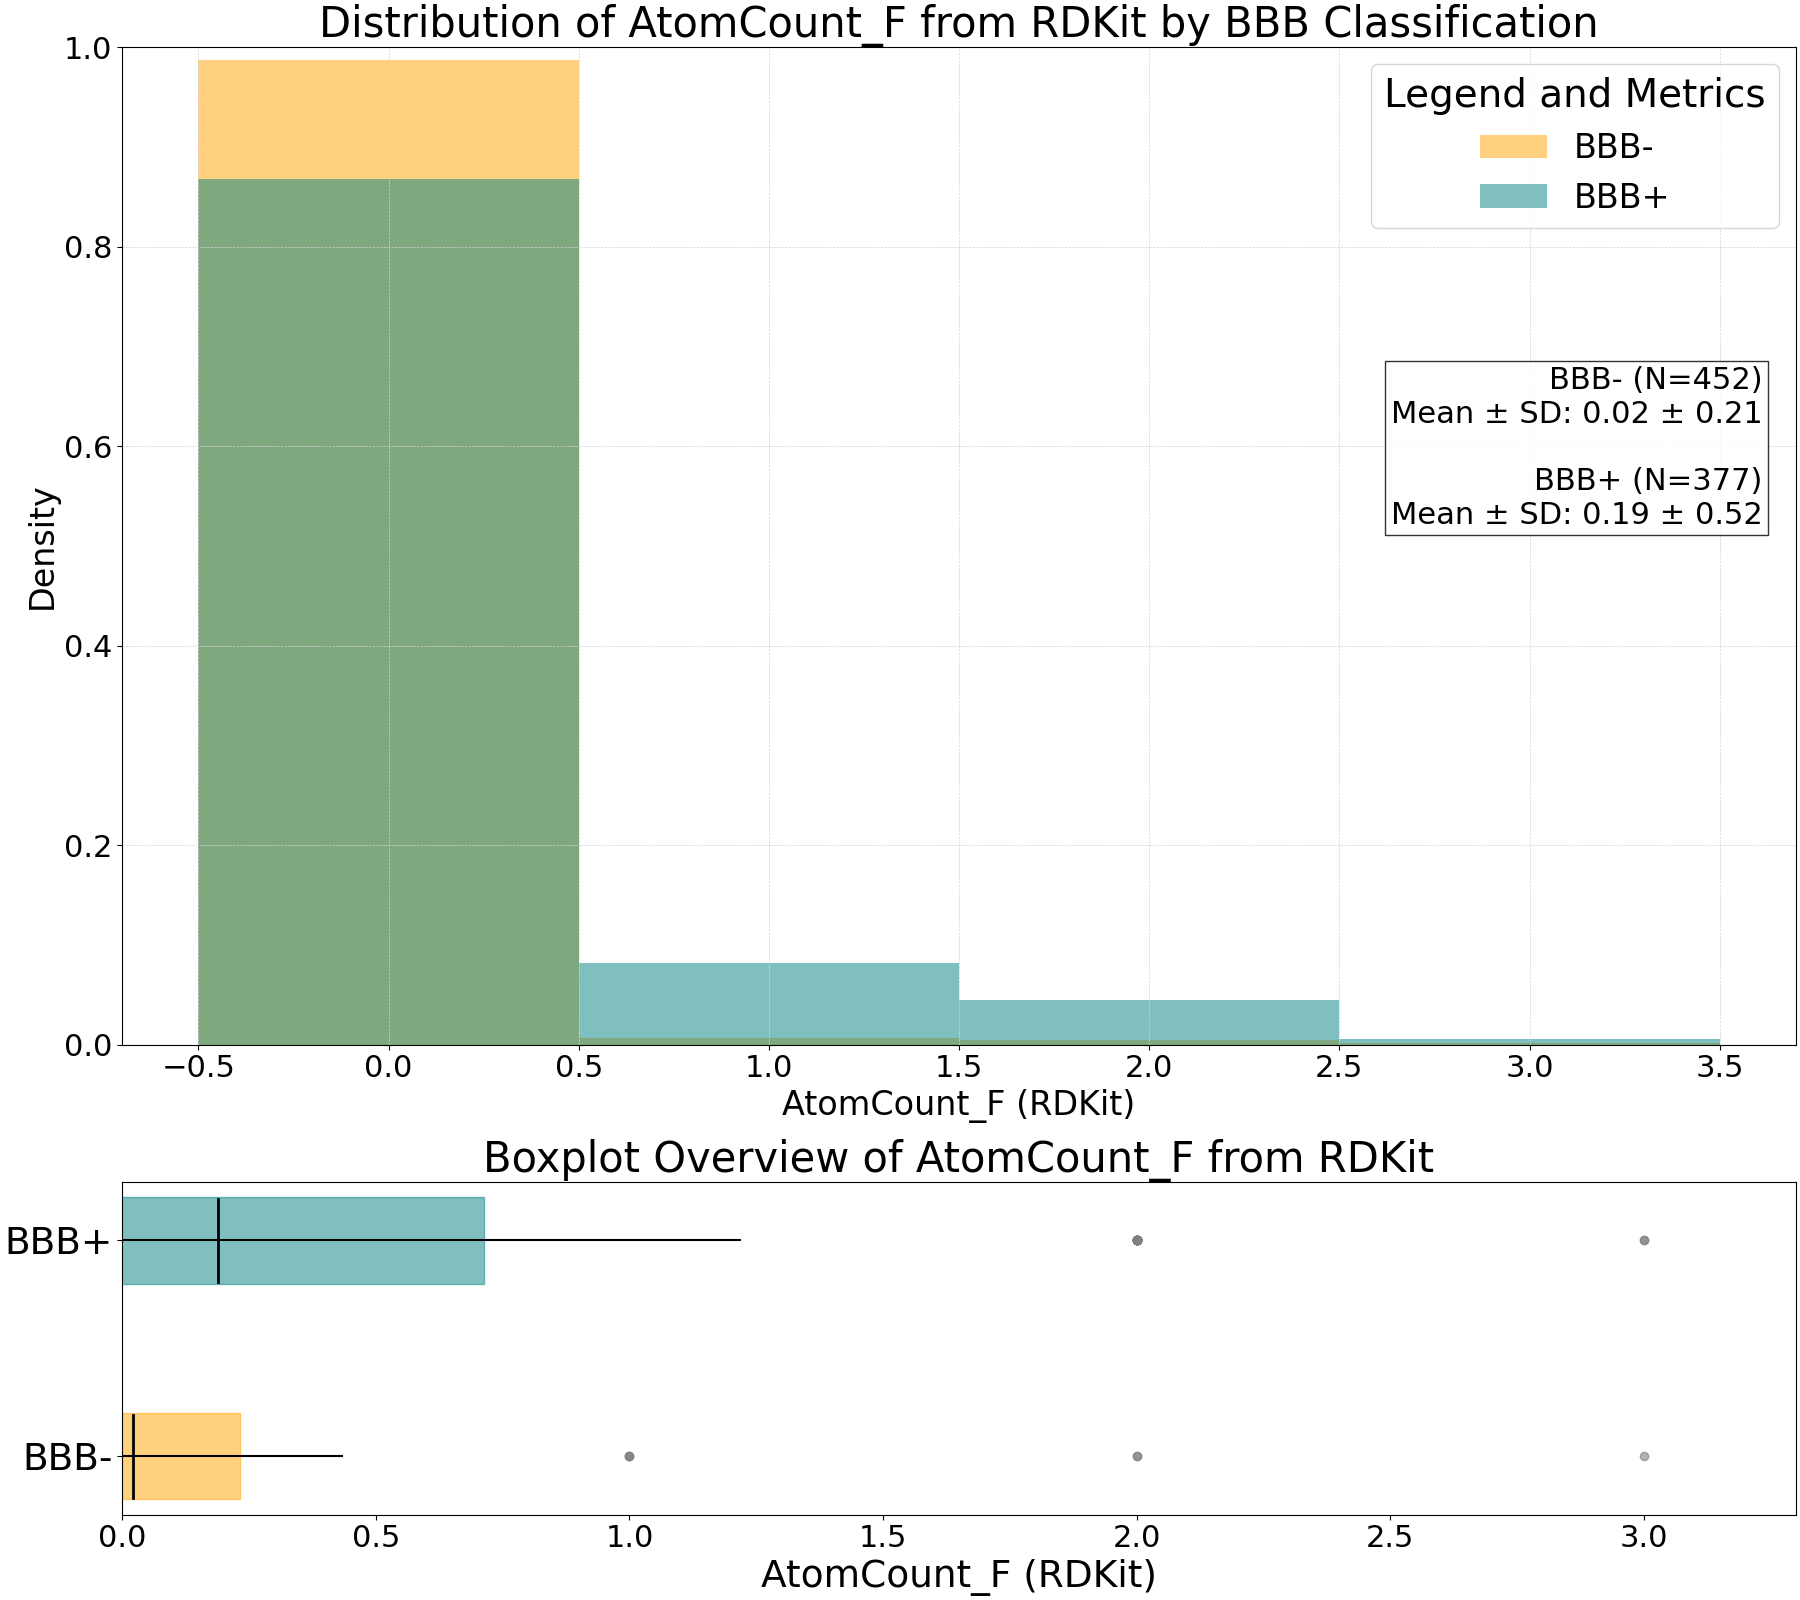 Distribution of AtomCount_F from RDKit by BBB Classification
1.0
0.8
0.6
0.4
0.2
0.0
Density
Legend and Metrics
BBB-
BBB+
BBB- (N=452)
Mean ± SD: 0.02 ± 0.21
BBB+ (N=377)
Mean ± SD: 0.19 ± 0.52
−0.5 0.0 0.5 1.0 1.5 2.0 2.5 3.0 3.5
AtomCount_F (RDKit)
Boxplot Overview of AtomCount_F from RDKit
BBB+
BBB-
0.0 0.5 1.0 1.5 2.0 2.5 3.0
AtomCount_F (RDKit)